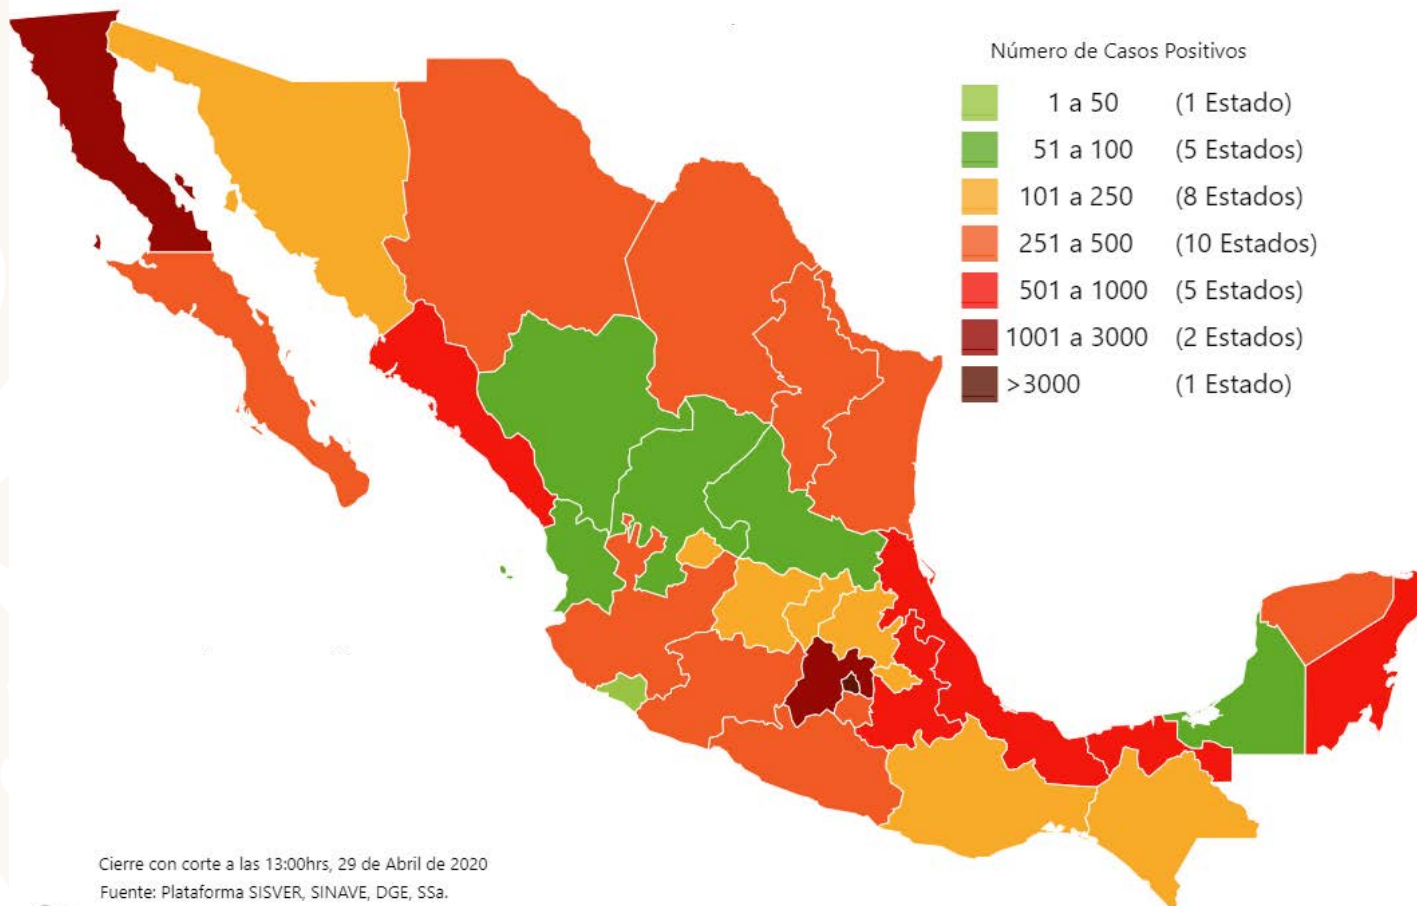 Número de Casos Positivos
1 a 50 (1 Estado)
51 a 100 (5 Estados)
101 a 250 (8 Estados)
251 a 500 (10 Estados)
501 a 1000 (5 Estados)
1001 a 3000 (2 Estados)
>3000 (1 Estado)
Cierre con corte a las 13:00hrs, 29 de Abril de 2020
Fuente: Plataforma SISVER, SINAVE, DGE, SSa.